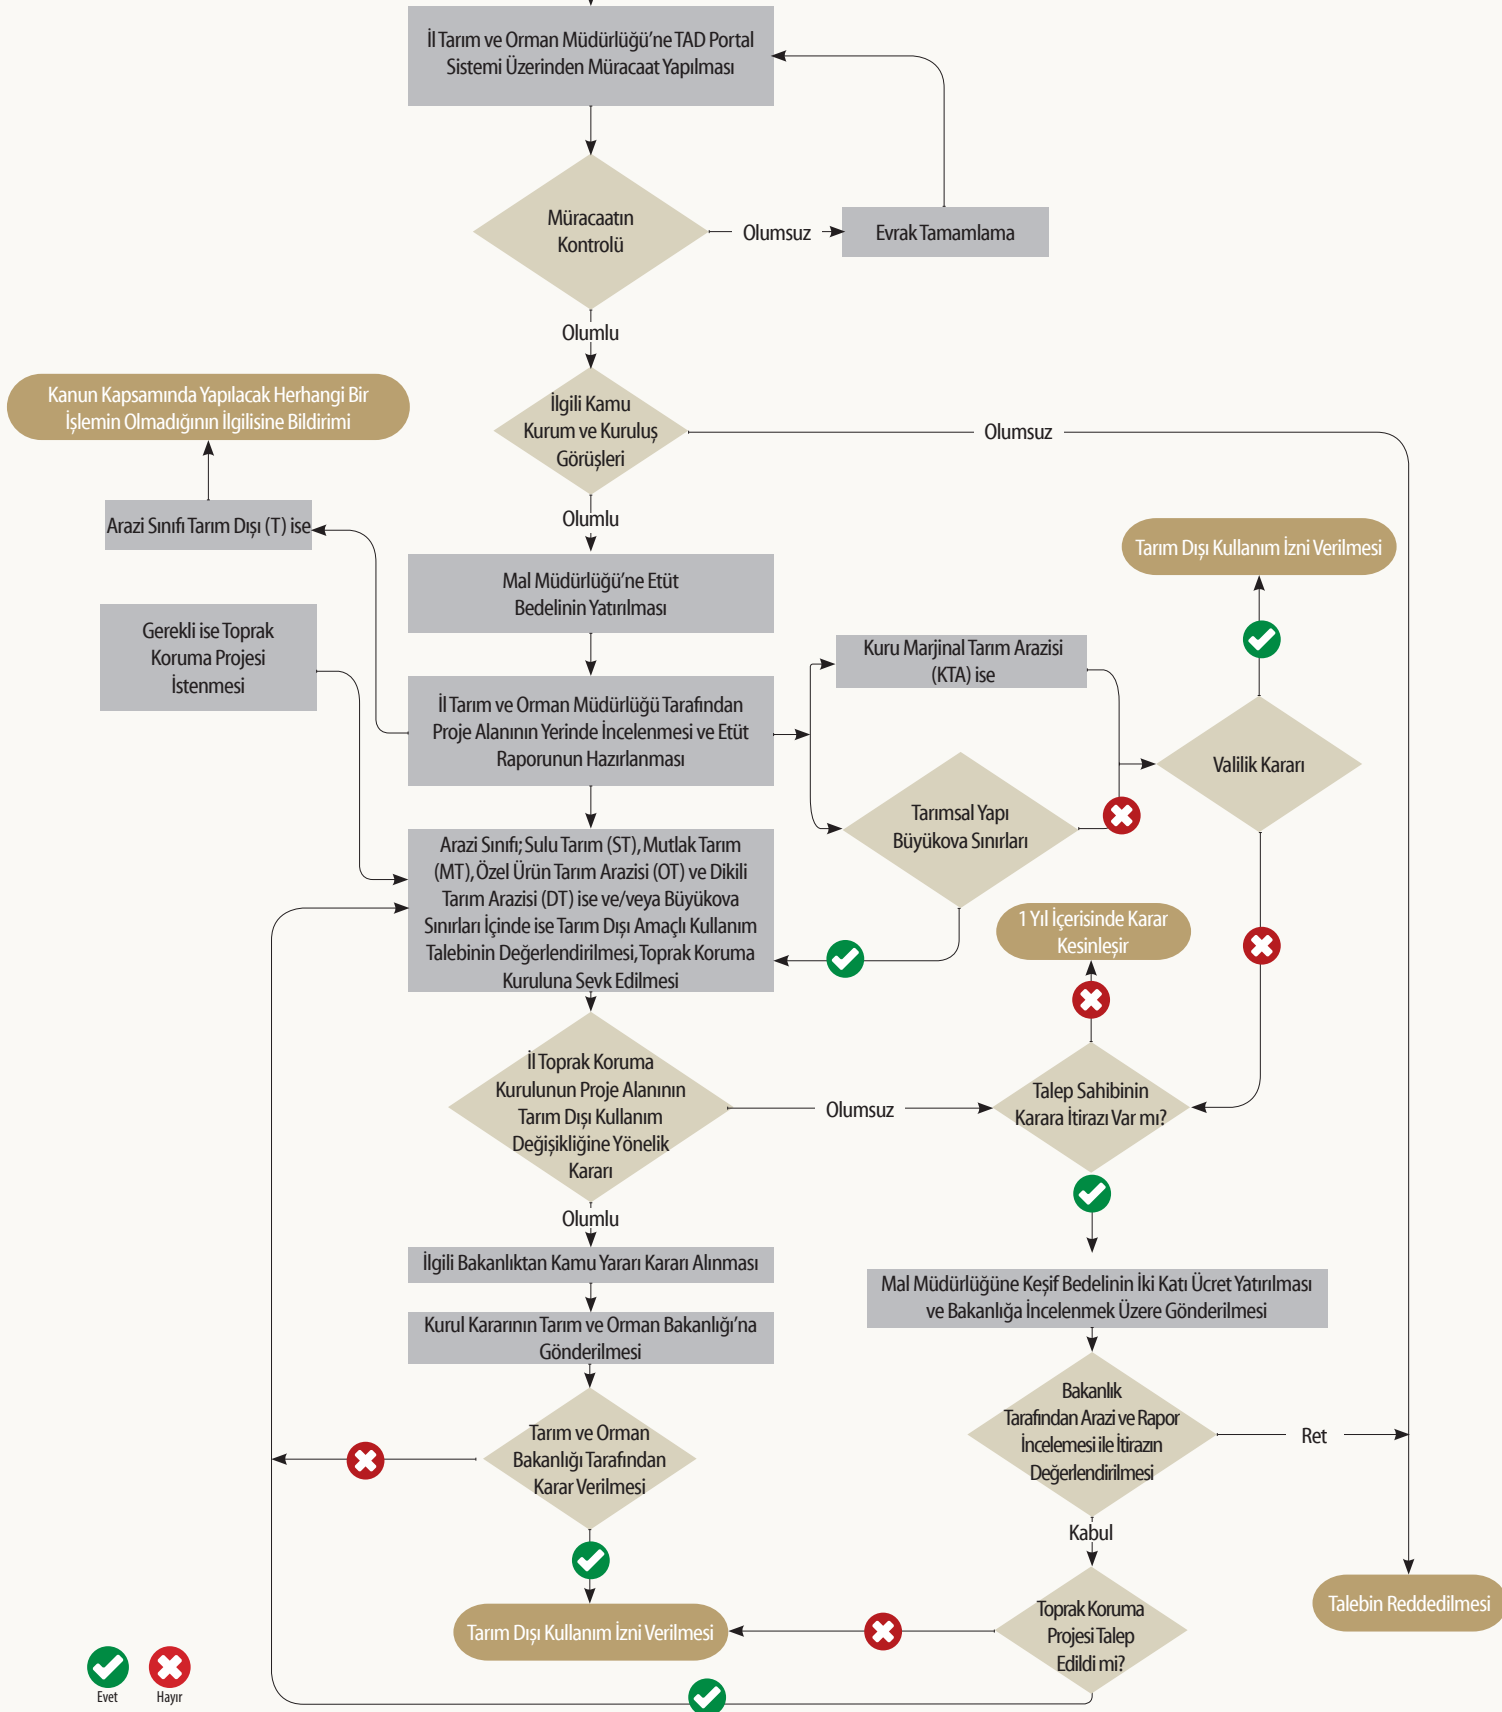 İl Tarım ve Orman Müdürlüğü’ne TAD Portal
Sistemi Üzerinden Müracaat Yapılması
Müracaatın
Kontrolü
Olumsuz
Evrak Tamamlama
Olumlu
Kanun Kapsamında Yapılacak Herhangi Bir
İşlemin Olmadığının İlgilisine Bildirimi
İlgili Kamu
Kurum ve Kuruluş
Görüşleri
Olumsuz
Arazi Sınıfı Tarım Dışı (T) ise
Olumlu
Tarım Dışı Kullanım İzni Verilmesi
Mal Müdürlüğü’ne Etüt
Bedelinin Yatırılması
Gerekli ise Toprak
Koruma Projesi
İstenmesi
Kuru Marjinal Tarım Arazisi
(KTA) ise
İl Tarım ve Orman Müdürlüğü Tarafından
Proje Alanının Yerinde İncelenmesi ve Etüt
Raporunun Hazırlanması
Valilik Kararı
Tarımsal Yapı
Büyükova Sınırları
Arazi Sınıfı; Sulu Tarım (ST), Mutlak Tarım
(MT), Özel Ürün Tarım Arazisi (OT) ve Dikili
Tarım Arazisi (DT) ise ve/veya Büyükova
Sınırları İçinde ise Tarım Dışı Amaçlı Kullanım
Talebinin Değerlendirilmesi, Toprak Koruma
Kuruluna Sevk Edilmesi
1 Yıl İçerisinde Karar
Kesinleşir
İl Toprak Koruma
Kurulunun Proje Alanının
Tarım Dışı Kullanım
Değişikliğine Yönelik
Kararı
Olumsuz
Talep Sahibinin
Karara İtirazı Var mı?
Olumlu
İlgili Bakanlıktan Kamu Yararı Kararı Alınması
Mal Müdürlüğüne Keşif Bedelinin İki Katı Ücret Yatırılması
ve Bakanlığa İncelenmek Üzere Gönderilmesi
Kurul Kararının Tarım ve Orman Bakanlığı’na
Gönderilmesi
Bakanlık
Tarafından Arazi ve Rapor
İncelemesi ile İtirazın
Değerlendirilmesi
Ret
Tarım ve Orman
Bakanlığı Tarafından
Karar Verilmesi
Kabul
Talebin Reddedilmesi
Toprak Koruma
Projesi Talep
Edildi mi?
Tarım Dışı Kullanım İzni Verilmesi
Evet
Hayır